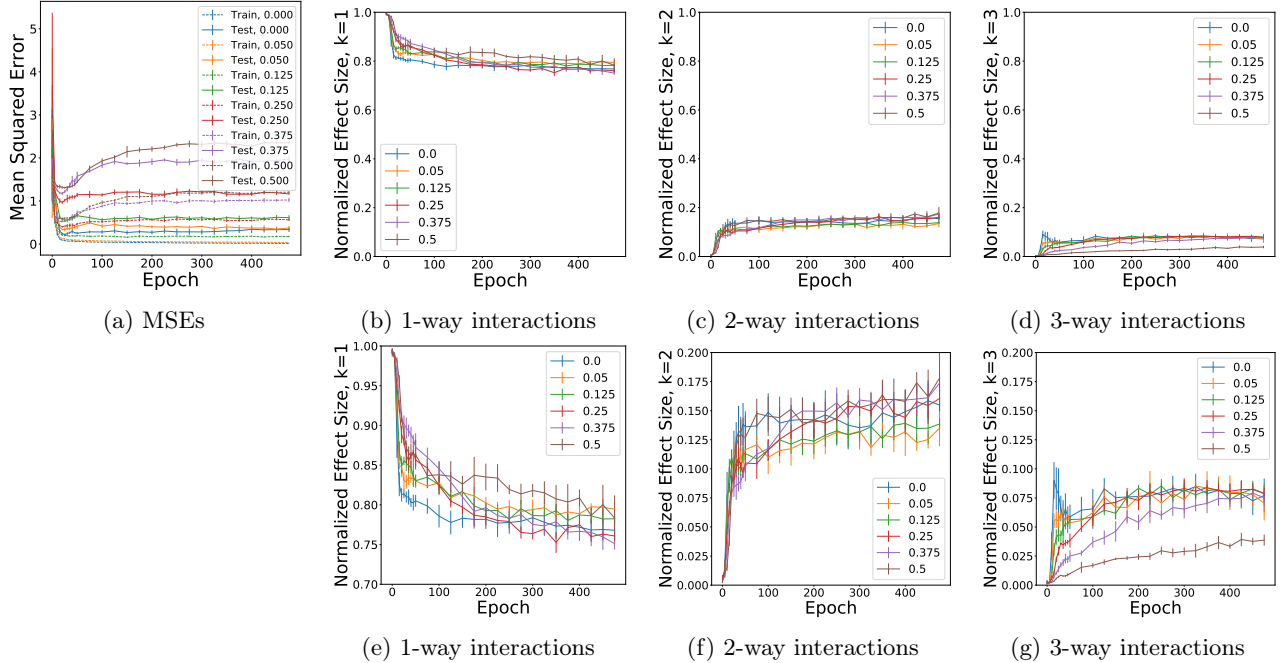 Mean Squared Error
5
4
3
2
1
0
Train, 0.000
Test, 0.000
Train, 0.050
Test, 0.050
Train, 0.125
Test, 0.125
Train, 0.250
Test, 0.250
Train, 0.375
Test, 0.375
Train, 0.500
Test, 0.500
0 100 200 300 400
Epoch
(a) MSEs
Normalized Effect Size, k=1
1.0
0.8
0.6
0.4
0.2
0.0
0.0
0.05
0.125
0.25
0.375
0.5
0 100 200 300 400
Epoch
(b) 1-way interactions
Normalized Effect Size, k=2
1.0
0.8
0.6
0.4
0.2
0.0
0.0
0.05
0.125
0.25
0.375
0.5
0 100 200 300 400
Epoch
(c) 2-way interactions
Normalized Effect Size, k=3
1.0
0.8
0.6
0.4
0.2
0.0
0.0
0.05
0.125
0.25
0.375
0.5
0 100 200 300 400
Epoch
(d) 3-way interactions
Normalized Effect Size, k=1
1.00
0.95
0.90
0.85
0.80
0.75
0.70
0.0
0.05
0.125
0.25
0.375
0.5
0 100 200 300 400
Epoch
(e) 1-way interactions
Normalized Effect Size, k=2
0.200
0.175
0.150
0.125
0.100
0.075
0.050
0.025
0.000
0.0
0.05
0.125
0.25
0.375
0.5
0 100 200 300 400
Epoch
(f) 2-way interactions
Normalized Effect Size, k=3
0.200
0.175
0.150
0.125
0.100
0.075
0.050
0.025
0.000
0.0
0.05
0.125
0.25
0.375
0.5
0 100 200 300 400
Epoch
(g) 3-way interactions